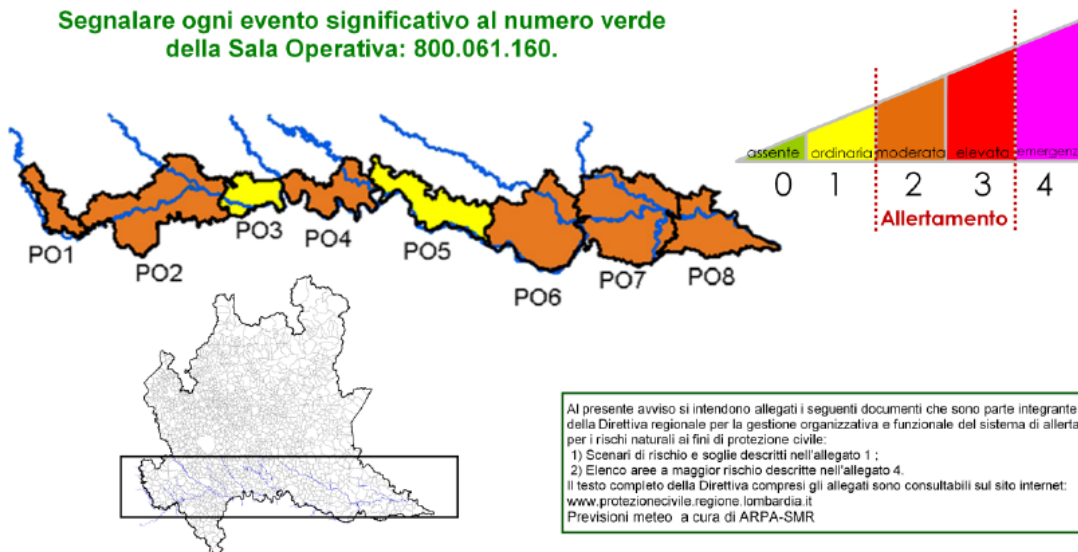 Segnalare ogni evento significativo al numero verde
della Sala Operativa: 800.061.160.
assente ordinaria moderata elevata emergenz
0 1 2 3 4
Allertamento
PO1
PO2
PO3
PO4
PO5
PO6
PO7
PO8
Al presente avviso si intendono allegati i seguenti documenti che sono parte integrante
della Direttiva regionale per la gestione organizzativa e funzionale del sistema di allerta
per i rischi naturali ai fini di protezione civile:
1) Scenari di rischio e soglie descritti nell'allegato 1 ;
2) Elenco aree a maggior rischio descritte nell'allegato 4.
Il testo completo della Direttiva compresi gli allegati sono consultabili sul sito internet:
www.protezionecivile.regione.lombardia.it
Previsioni meteo a cura di ARPA-SMR